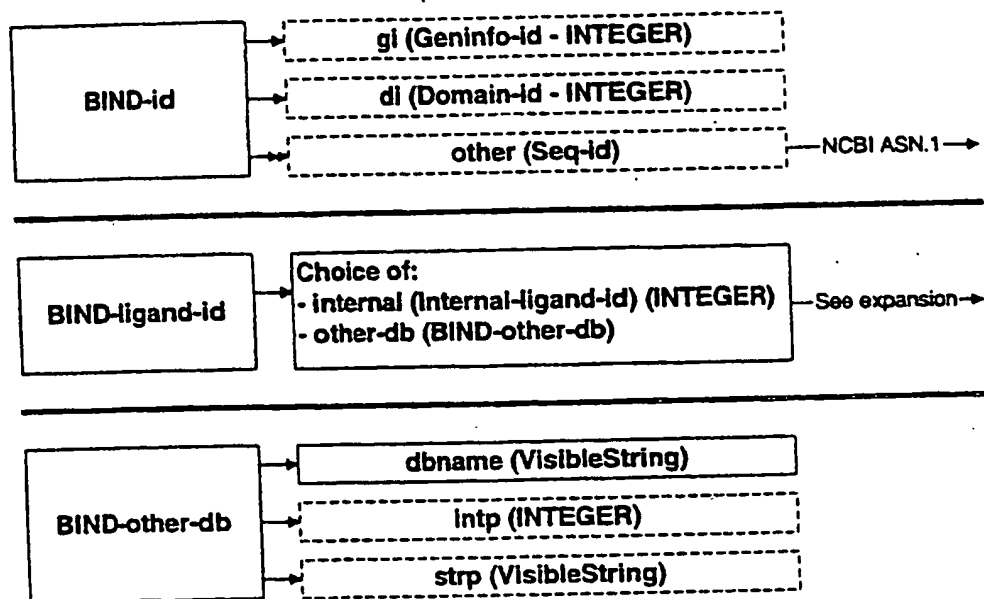 BIND-id
gi (Geninfo-id - INTEGER)
di (Domain-id - INTEGER)
other (Seq-id)
NCBI ASN.1
BIND-ligand-id
Choice of:
- internal (Internal-ligand-id) (INTEGER)
- other-db (BIND-other-db)
See expansion
BIND-other-db
dbname (VisibleString)
intp (INTEGER)
strp (VisibleString)